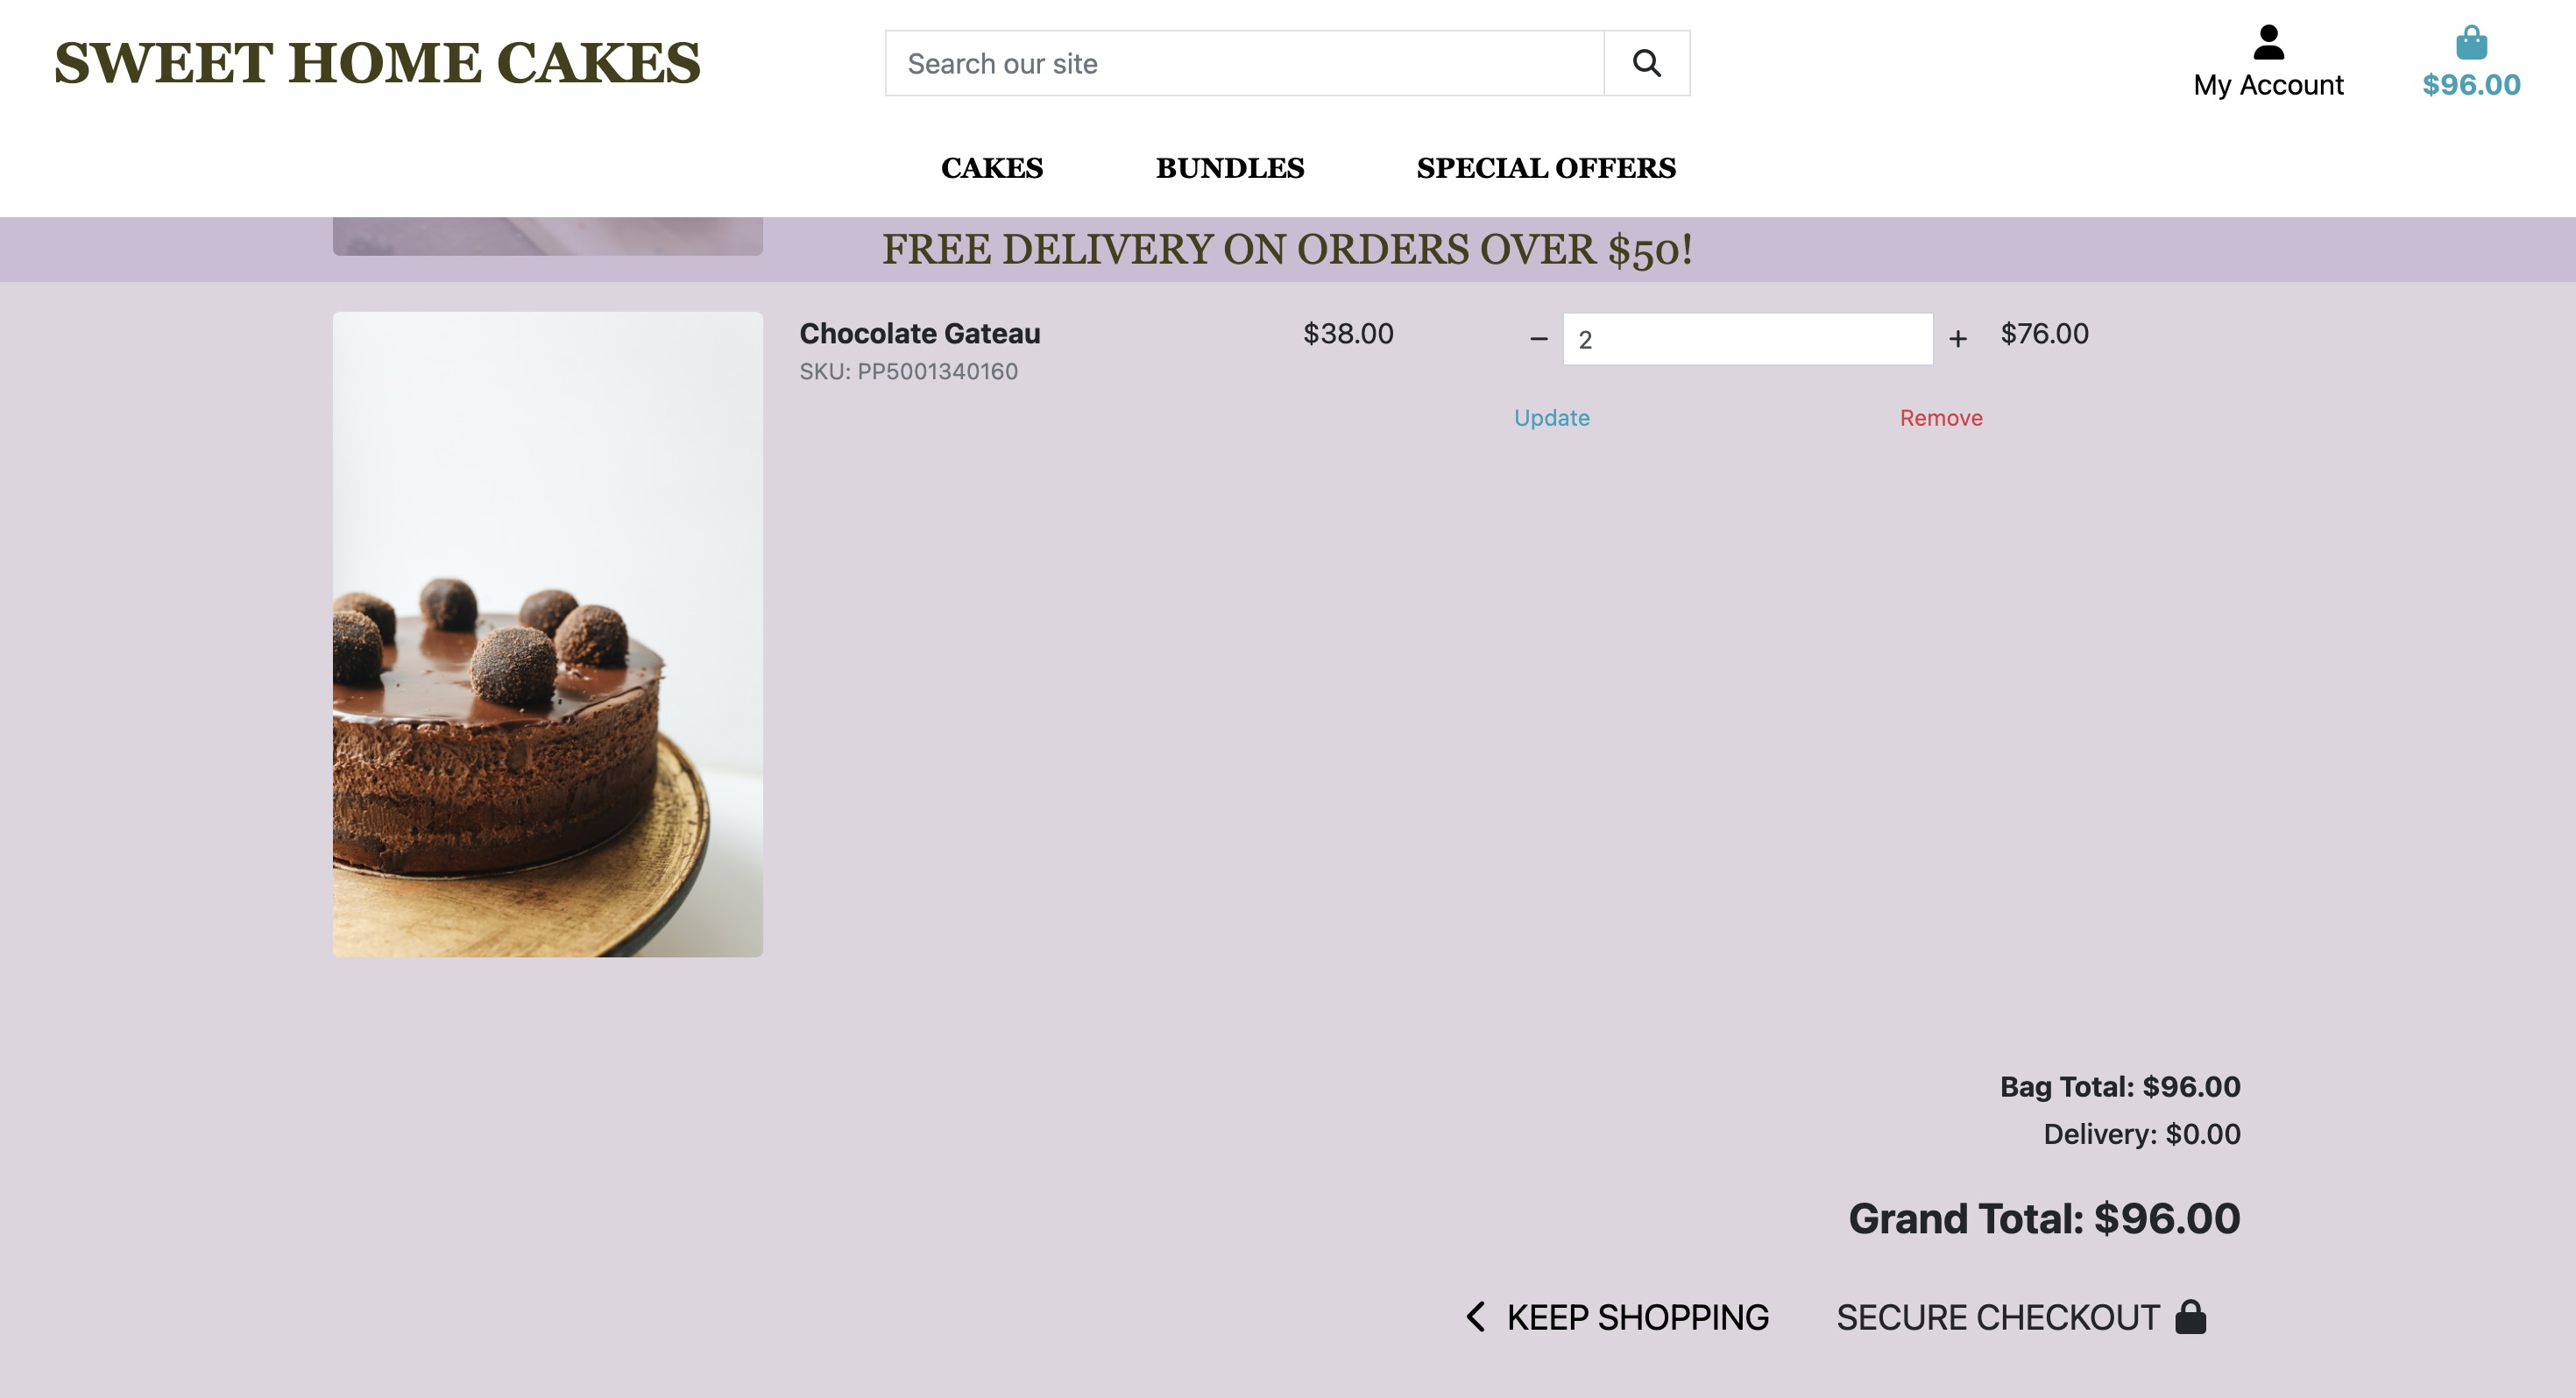 SWEET HOME CAKES
Search our site
My Account
$96.00
CAKES BUNDLES SPECIAL OFFERS
FREE DELIVERY ON ORDERS OVER $50!
Chocolate Gateau $38.00 − 2 + $76.00
SKU: PP5001340160
Update Remove
Bag Total: $96.00
Delivery: $0.00
Grand Total: $96.00
KEEP SHOPPING SECURE CHECKOUT